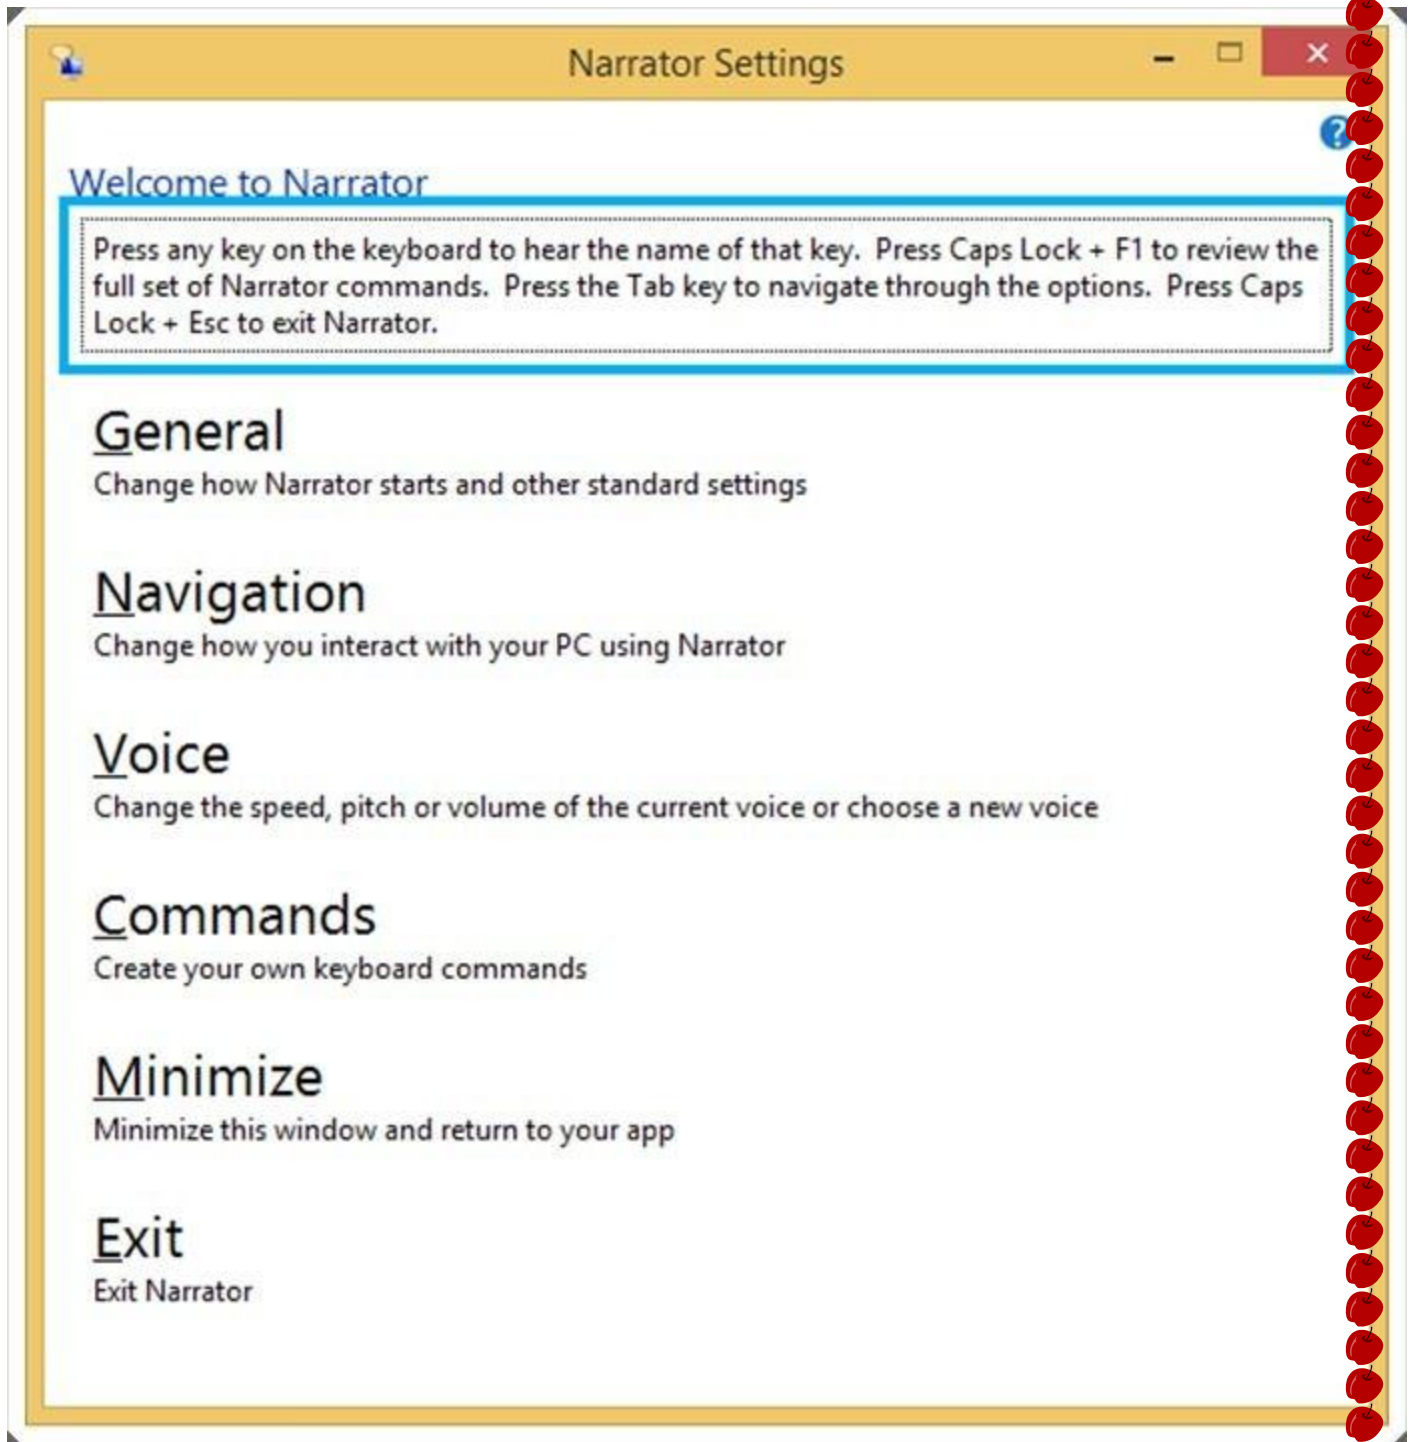 Narrator Settings
Welcome to Narrator
Press any key on the keyboard to hear the name of that key.  Press Caps Lock + F1 to review the
full set of Narrator commands.  Press the Tab key to navigate through the options.  Press Caps
Lock + Esc to exit Narrator.
General
Change how Narrator starts and other standard settings
Navigation
Change how you interact with your PC using Narrator
Voice
Change the speed, pitch or volume of the current voice or choose a new voice
Commands
Create your own keyboard commands
Minimize
Minimize this window and return to your app
Exit
Exit Narrator